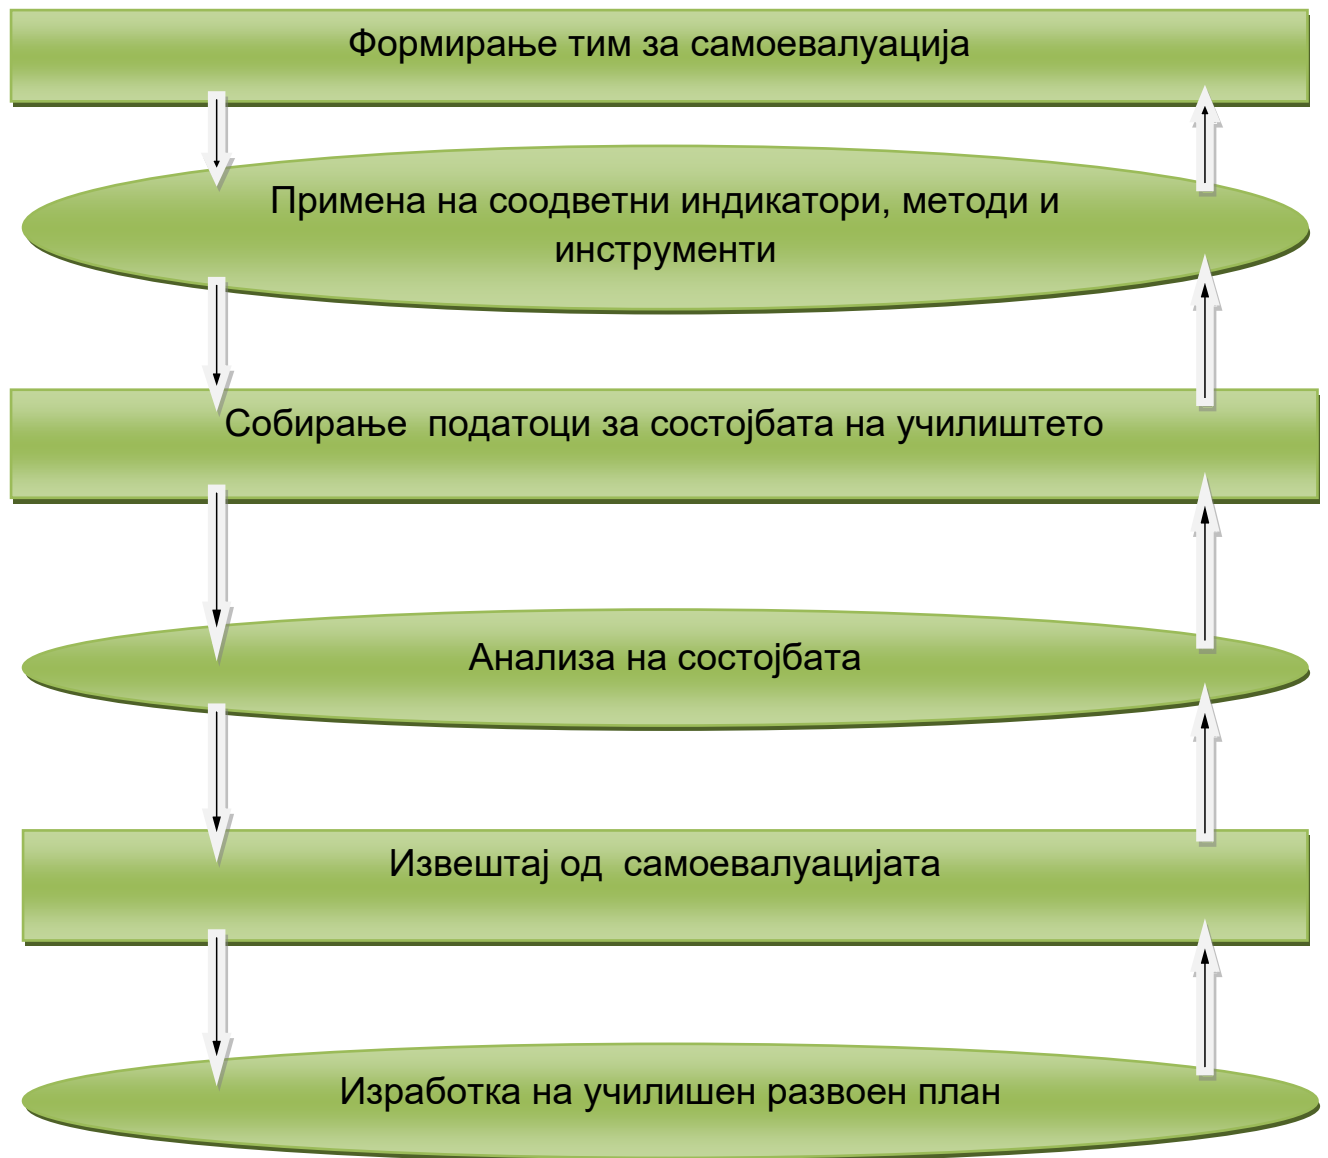 Формирање тим за самоевалуација
Примена на соодветни индикатори, методи и
инструменти
Собирање  податоци за состојбата на училиштето
Анализа на состојбата
Извештај од  самоевалуацијата
Изработка на училишен развоен план